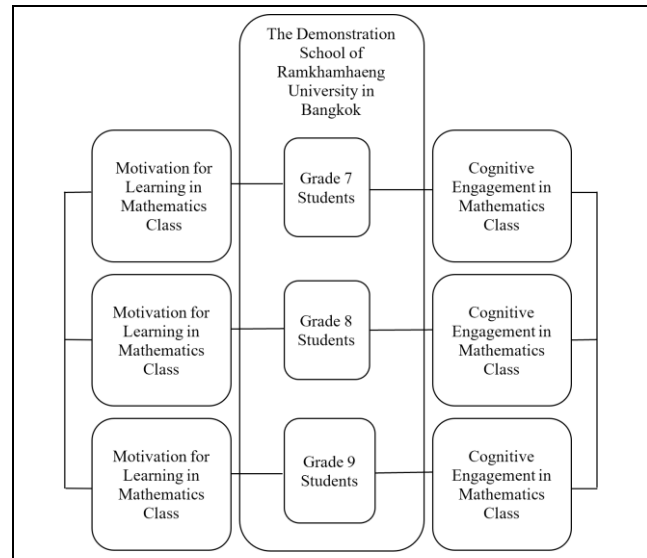 The Demonstration
School of
Ramkhamhaeng
University in
Bangkok
Motivation for
Learning in
Mathematics
Class
Grade 7
Students
Cognitive
Engagement in
Mathematics
Class
Motivation for
Learning in
Mathematics
Class
Grade 8
Students
Cognitive
Engagement in
Mathematics
Class
Motivation for
Learning in
Mathematics
Class
Grade 9
Students
Cognitive
Engagement in
Mathematics
Class